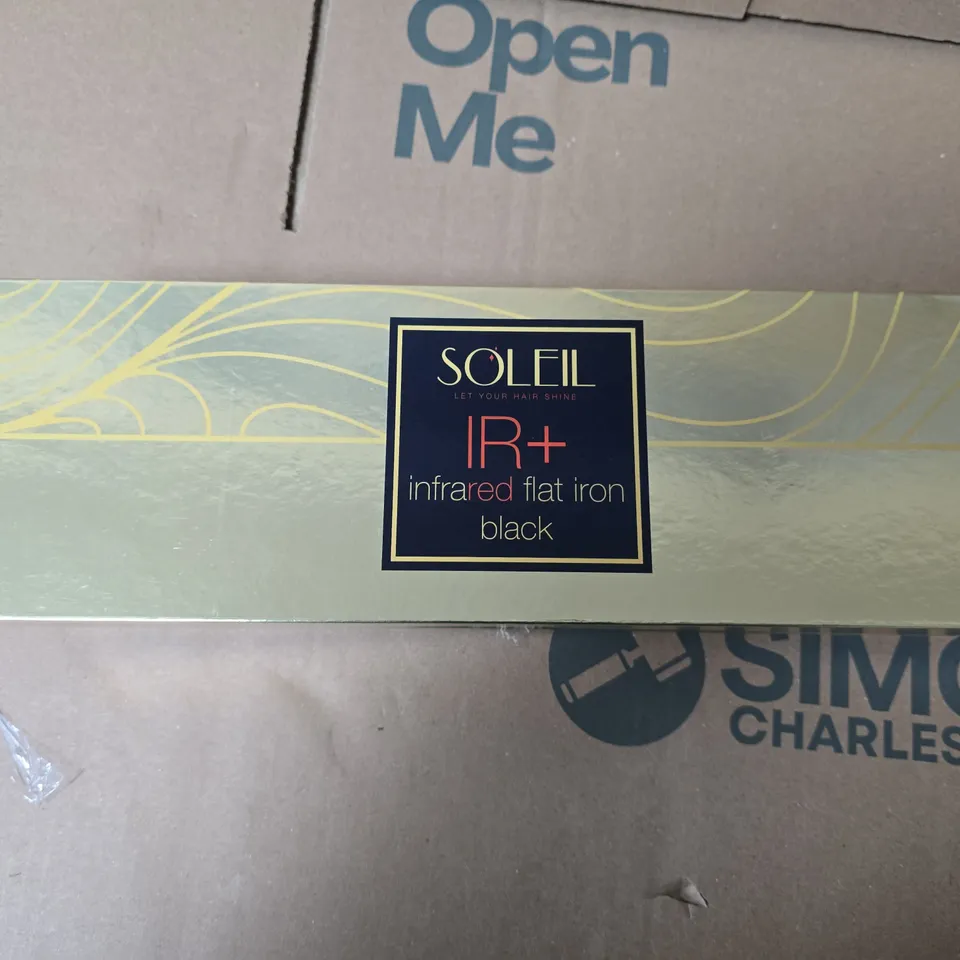 Open
Me
SOLEIL
LET YOUR HAIR SHINE
IR+
infrared flat iron
black
CHARLES